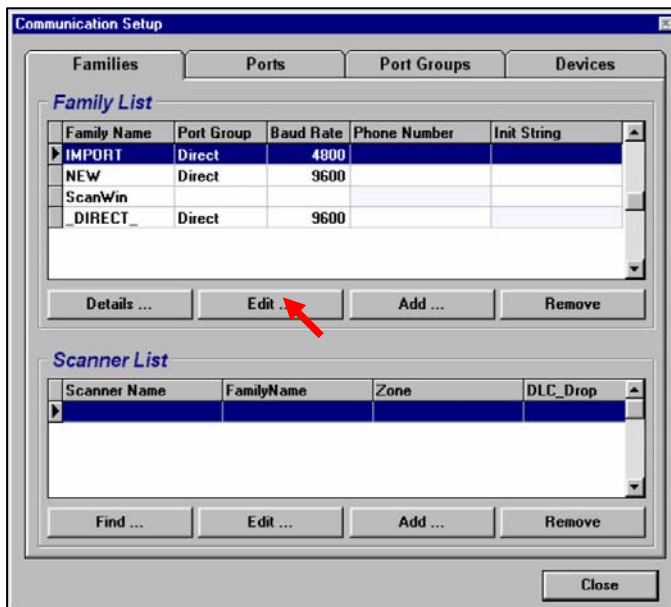 Communication Setup
Families Ports Port Groups Devices
Family List
Family Name Port Group Baud Rate Phone Number Init String
IMPORT Direct 4800
NEW Direct 9600
ScanWin
_DIRECT_ Direct 9600
Details ... Edit ... Add ... Remove
Scanner List
Scanner Name FamilyName Zone DLC_Drop
Find ... Edit ... Add ... Remove
Close